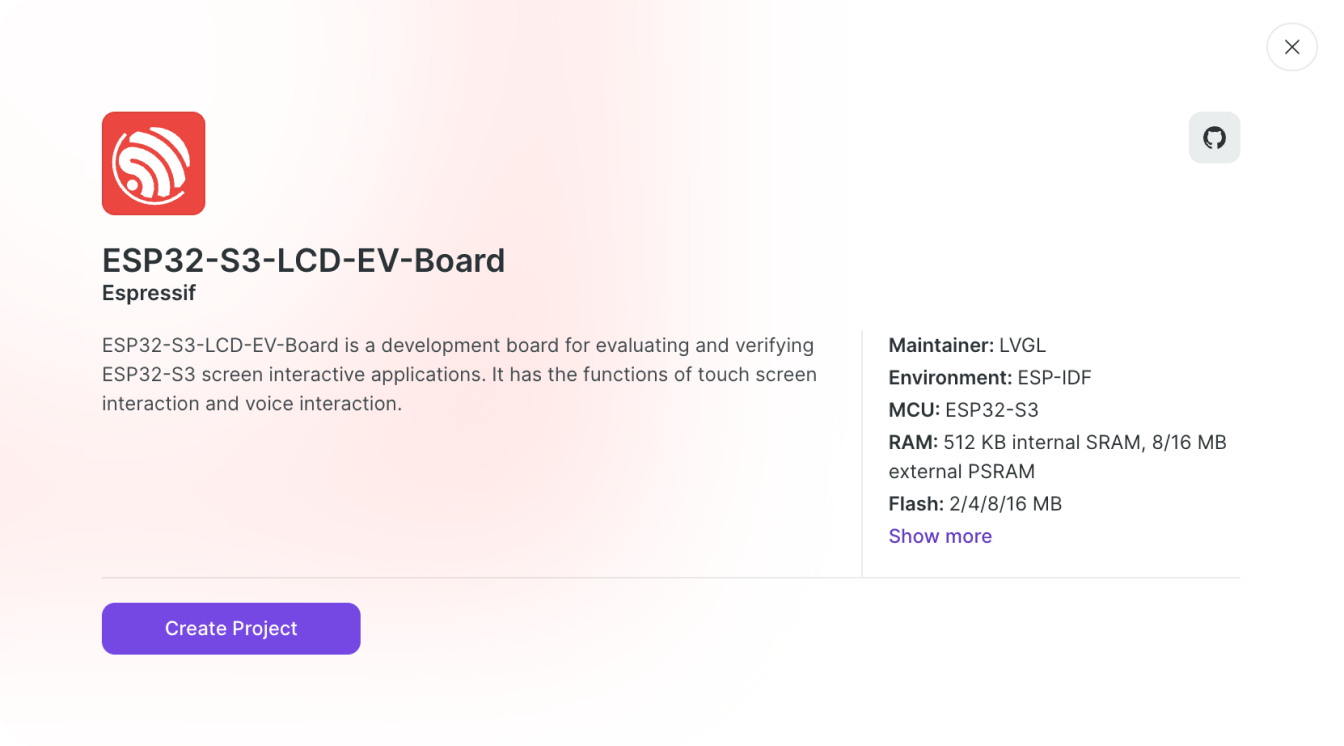 ESP32-S3-LCD-EV-Board
Espressif
ESP32-S3-LCD-EV-Board is a development board for evaluating and verifying
ESP32-S3 screen interactive applications. It has the functions of touch screen
interaction and voice interaction.
Maintainer: LVGL
Environment: ESP-IDF
MCU: ESP32-S3
RAM: 512 KB internal SRAM, 8/16 MB
external PSRAM
Flash: 2/4/8/16 MB
Show more
Create Project